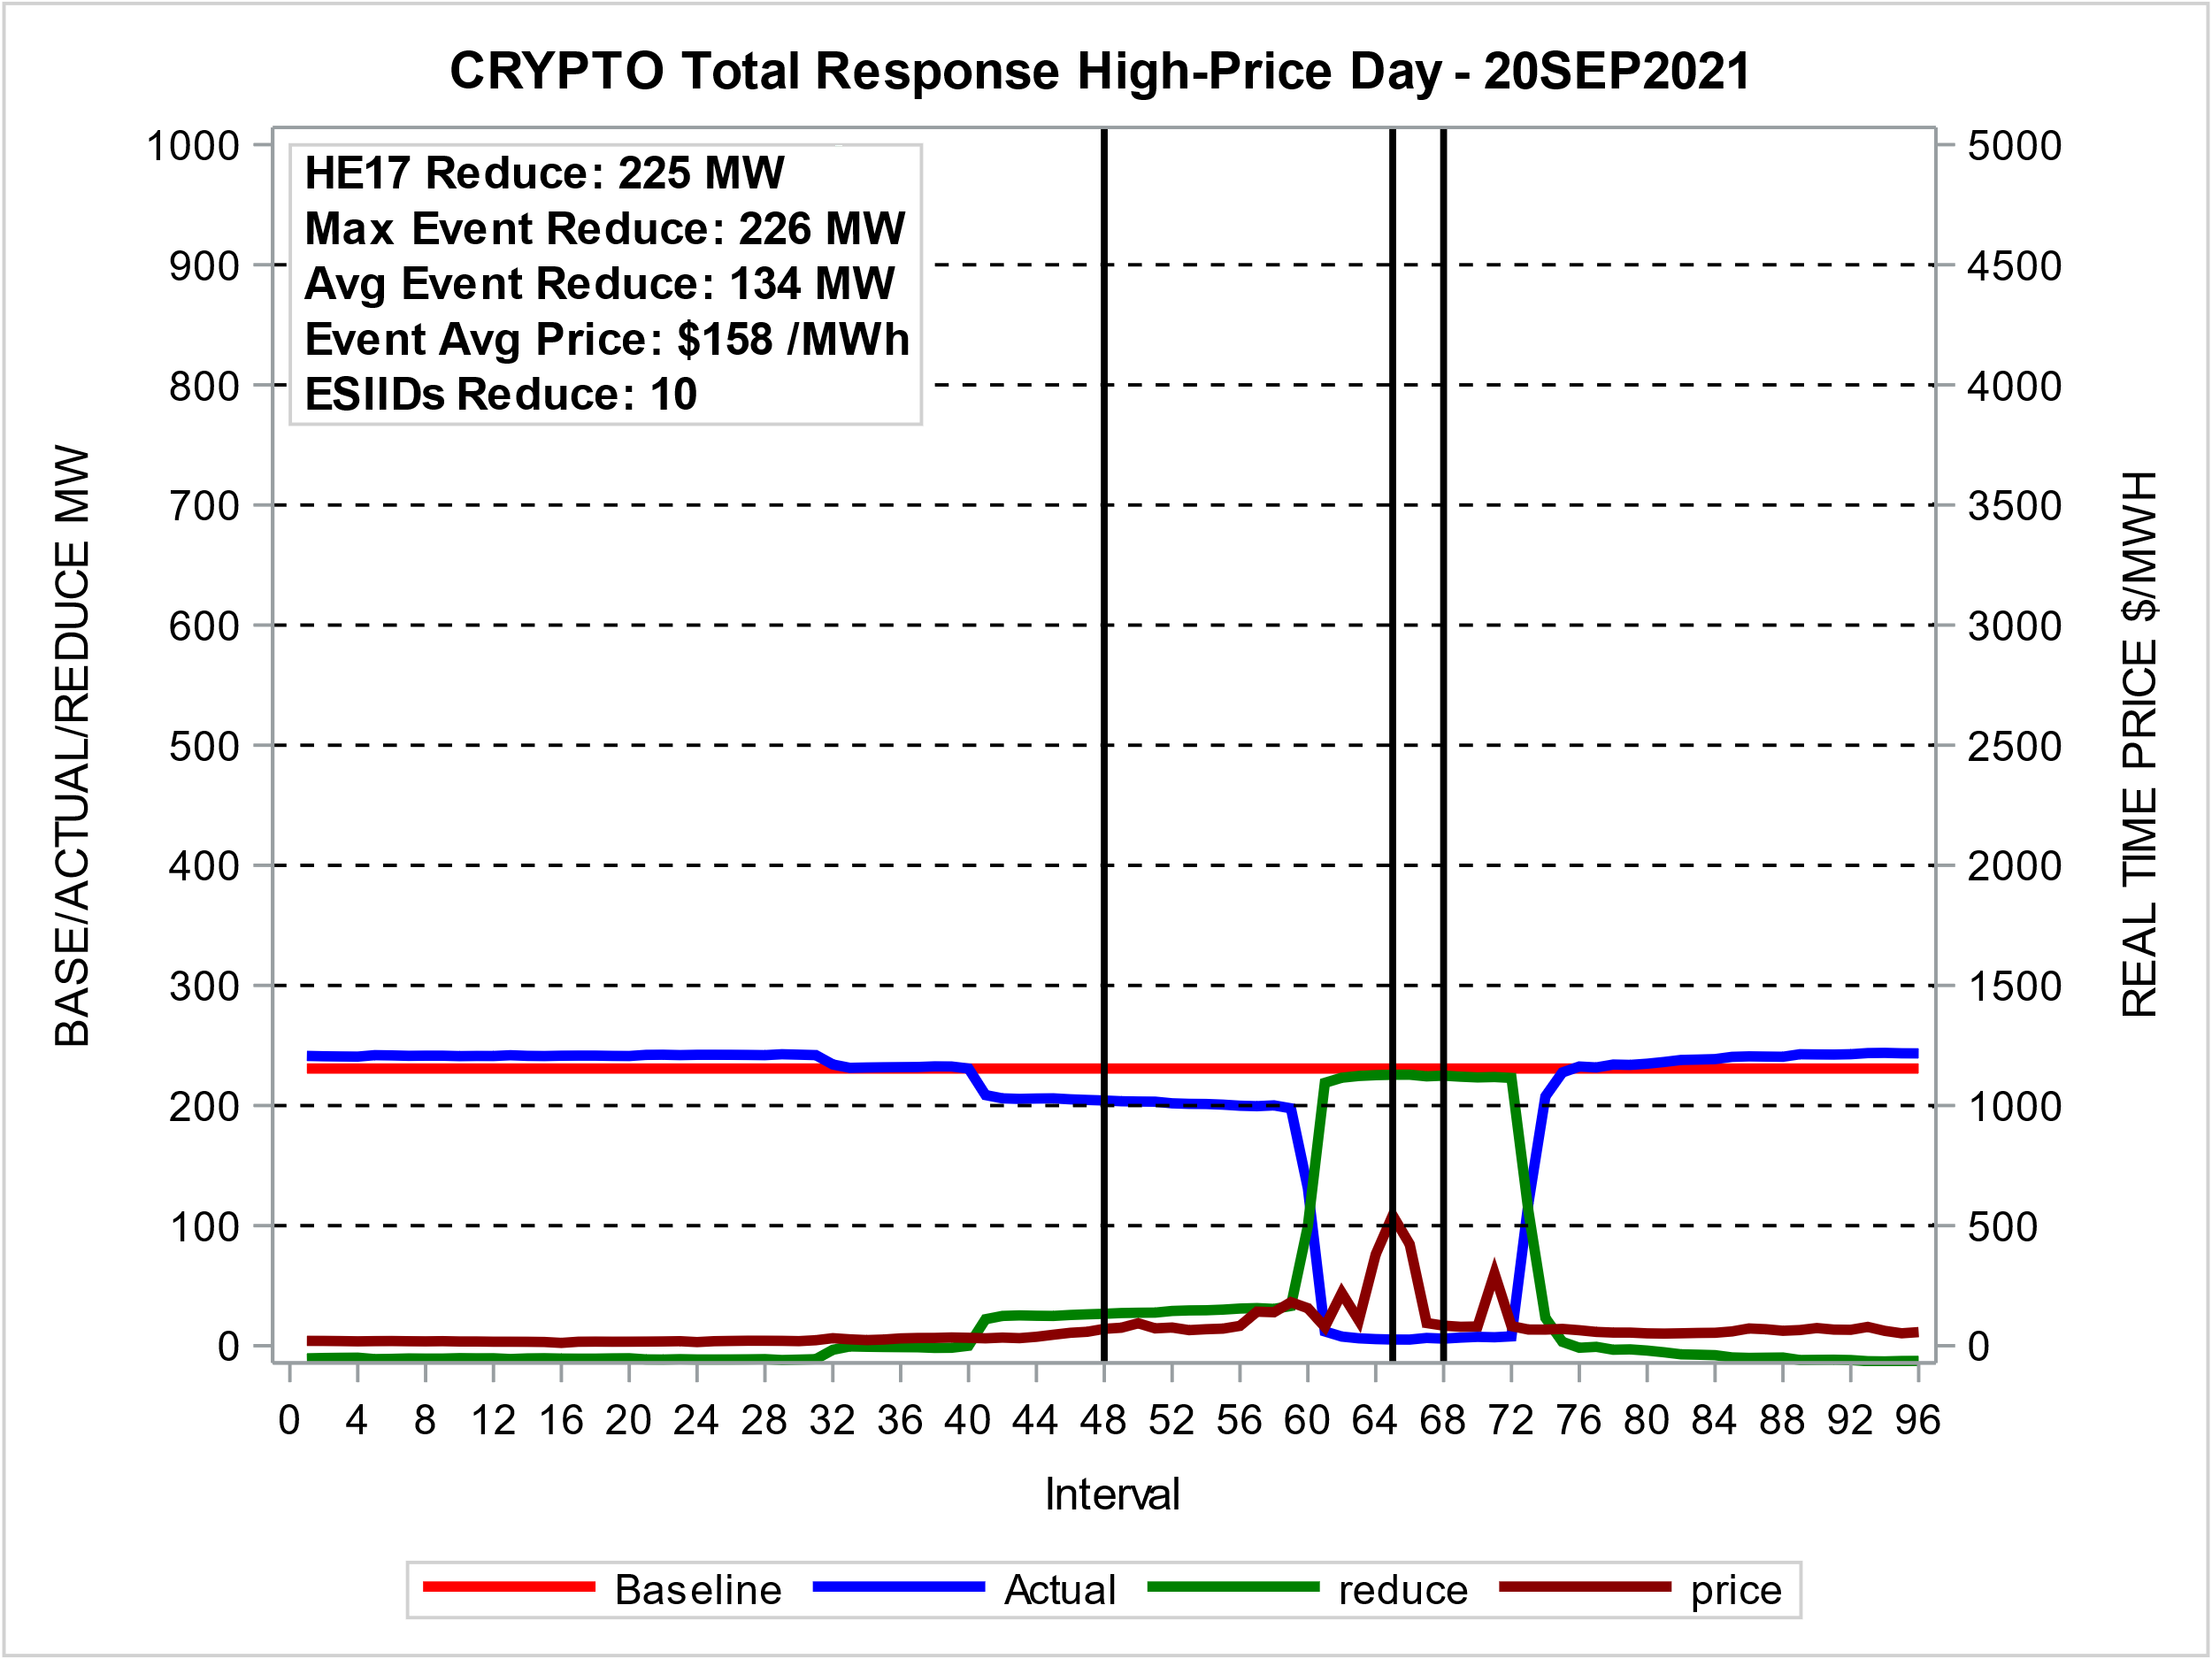 CRYPTO Total Response High-Price Day - 20SEP2021
HE17 Reduce: 225 MW
Max Event Reduce: 226 MW
Avg Event Reduce: 134 MW
Event Avg Price: $158 /MWh
ESIIDs Reduce: 10
BASE/ACTUAL/REDUCE MW
1000
900
800
700
600
500
400
300
200
100
0
5000
4500
4000
3500
3000
2500
2000
1500
1000
500
0
REAL TIME PRICE $/MWH
0 4 8 12 16 20 24 28 32 36 40 44 48 52 56 60 64 68 72 76 80 84 88 92 96
Interval
Baseline Actual reduce price